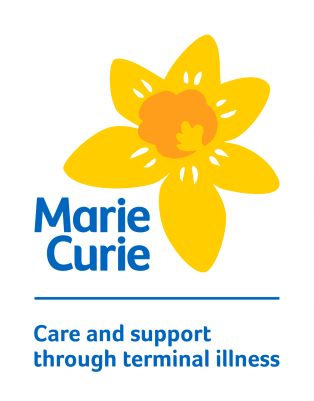 Marie
Curie
Care and support
through terminal illness